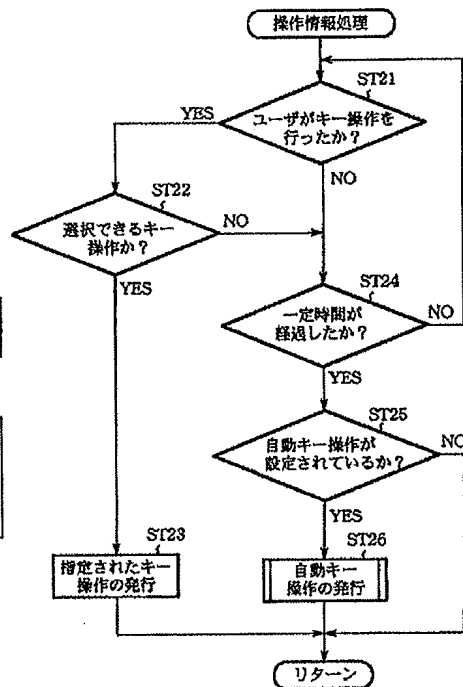 操作情報処理
ST21
ユーザがキー操作を
行ったか？
YES
NO
ST22
選択できるキー
操作か？
NO
YES
ST24
一定時間が
経過したか？
NO
YES
ST25
自動キー操作が
設定されているか？
NO
YES
ST23
指定されたキー
操作の発行
ST26
自動キー
操作の発行
リターン